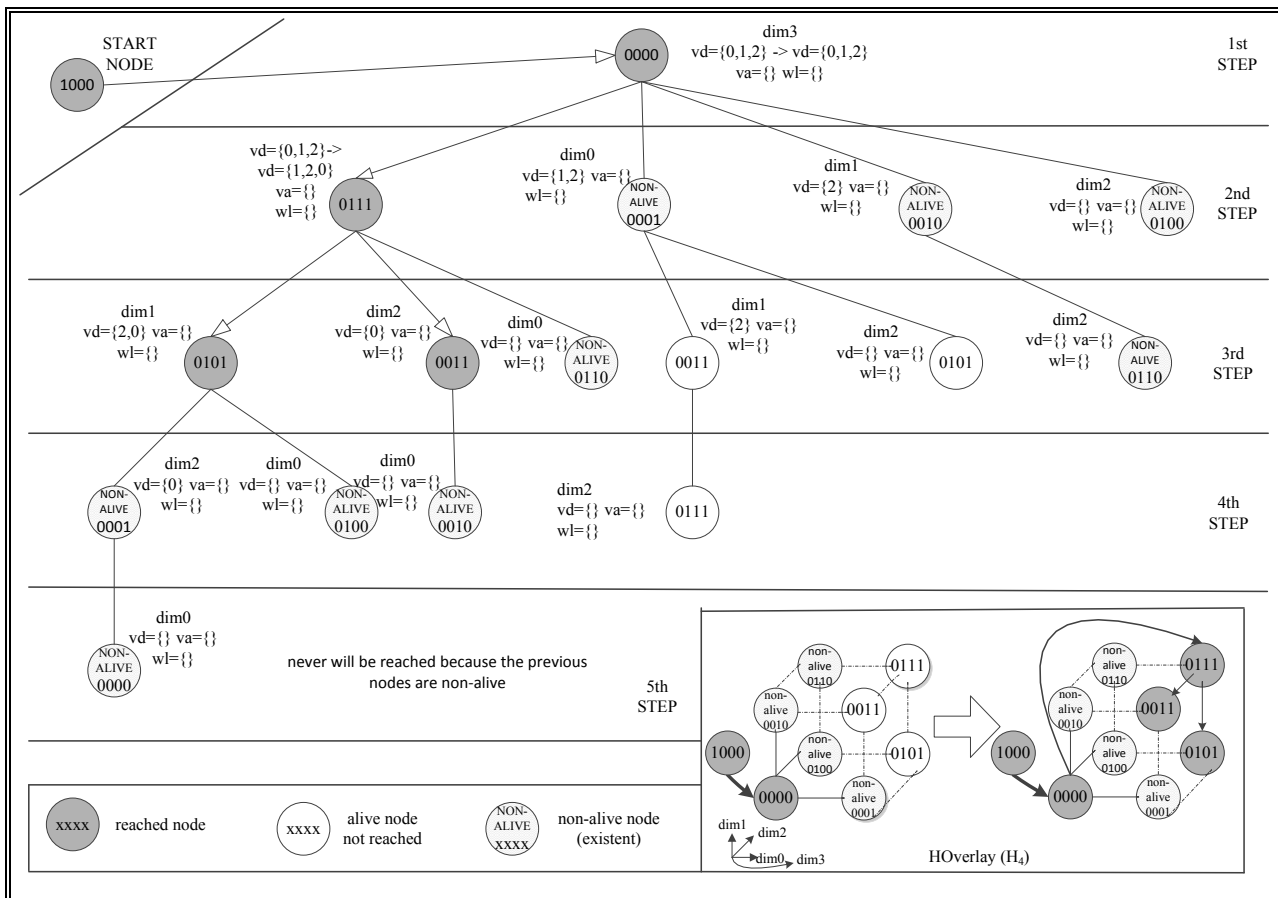 START
NODE
1000
0000
dim3
vd={0,1,2} -> vd={0,1,2}
va={} wl={}
1st
STEP
vd={0,1,2}->
vd={1,2,0}
va={}
wl={}
0111
dim0
vd={1,2} va={}
wl={}
NON-
ALIVE
0001
dim1
vd={2} va={}
wl={}
NON-
ALIVE
0010
dim2
vd={} va={}
wl={}
NON-
ALIVE
0100
2nd
STEP
dim1
vd={2,0} va={}
wl={}
0101
dim2
vd={0} va={}
wl={}
0011
dim0
vd={} va={}
wl={}
NON-
ALIVE
0110
0011
dim1
vd={2} va={}
wl={}
dim2
vd={} va={}
wl={}
0101
dim2
vd={} va={}
wl={}
NON-
ALIVE
0110
3rd
STEP
NON-
ALIVE
0001
dim2
vd={0} va={}
wl={}
dim0
vd={} va={}
wl={}
NON-
ALIVE
0100
dim0
vd={} va={}
wl={}
NON-
ALIVE
0010
dim2
vd={} va={}
wl={}
0111
4th
STEP
NON-
ALIVE
0000
dim0
vd={} va={}
wl={}
never will be reached because the previous
nodes are non-alive
5th
STEP
non-
alive
0110
0111
non-
alive
0010
0011
non-
alive
0100
0101
1000
0000
non-
alive
0001
dim1
dim2
dim0
dim3
non-
alive
0110
0111
non-
alive
0010
0011
non-
alive
0100
0101
1000
0000
non-
alive
0001
HOverlay (H₄)
xxxx
reached node
xxxx
alive node
not reached
NON-
ALIVE
xxxx
non-alive node
(existent)